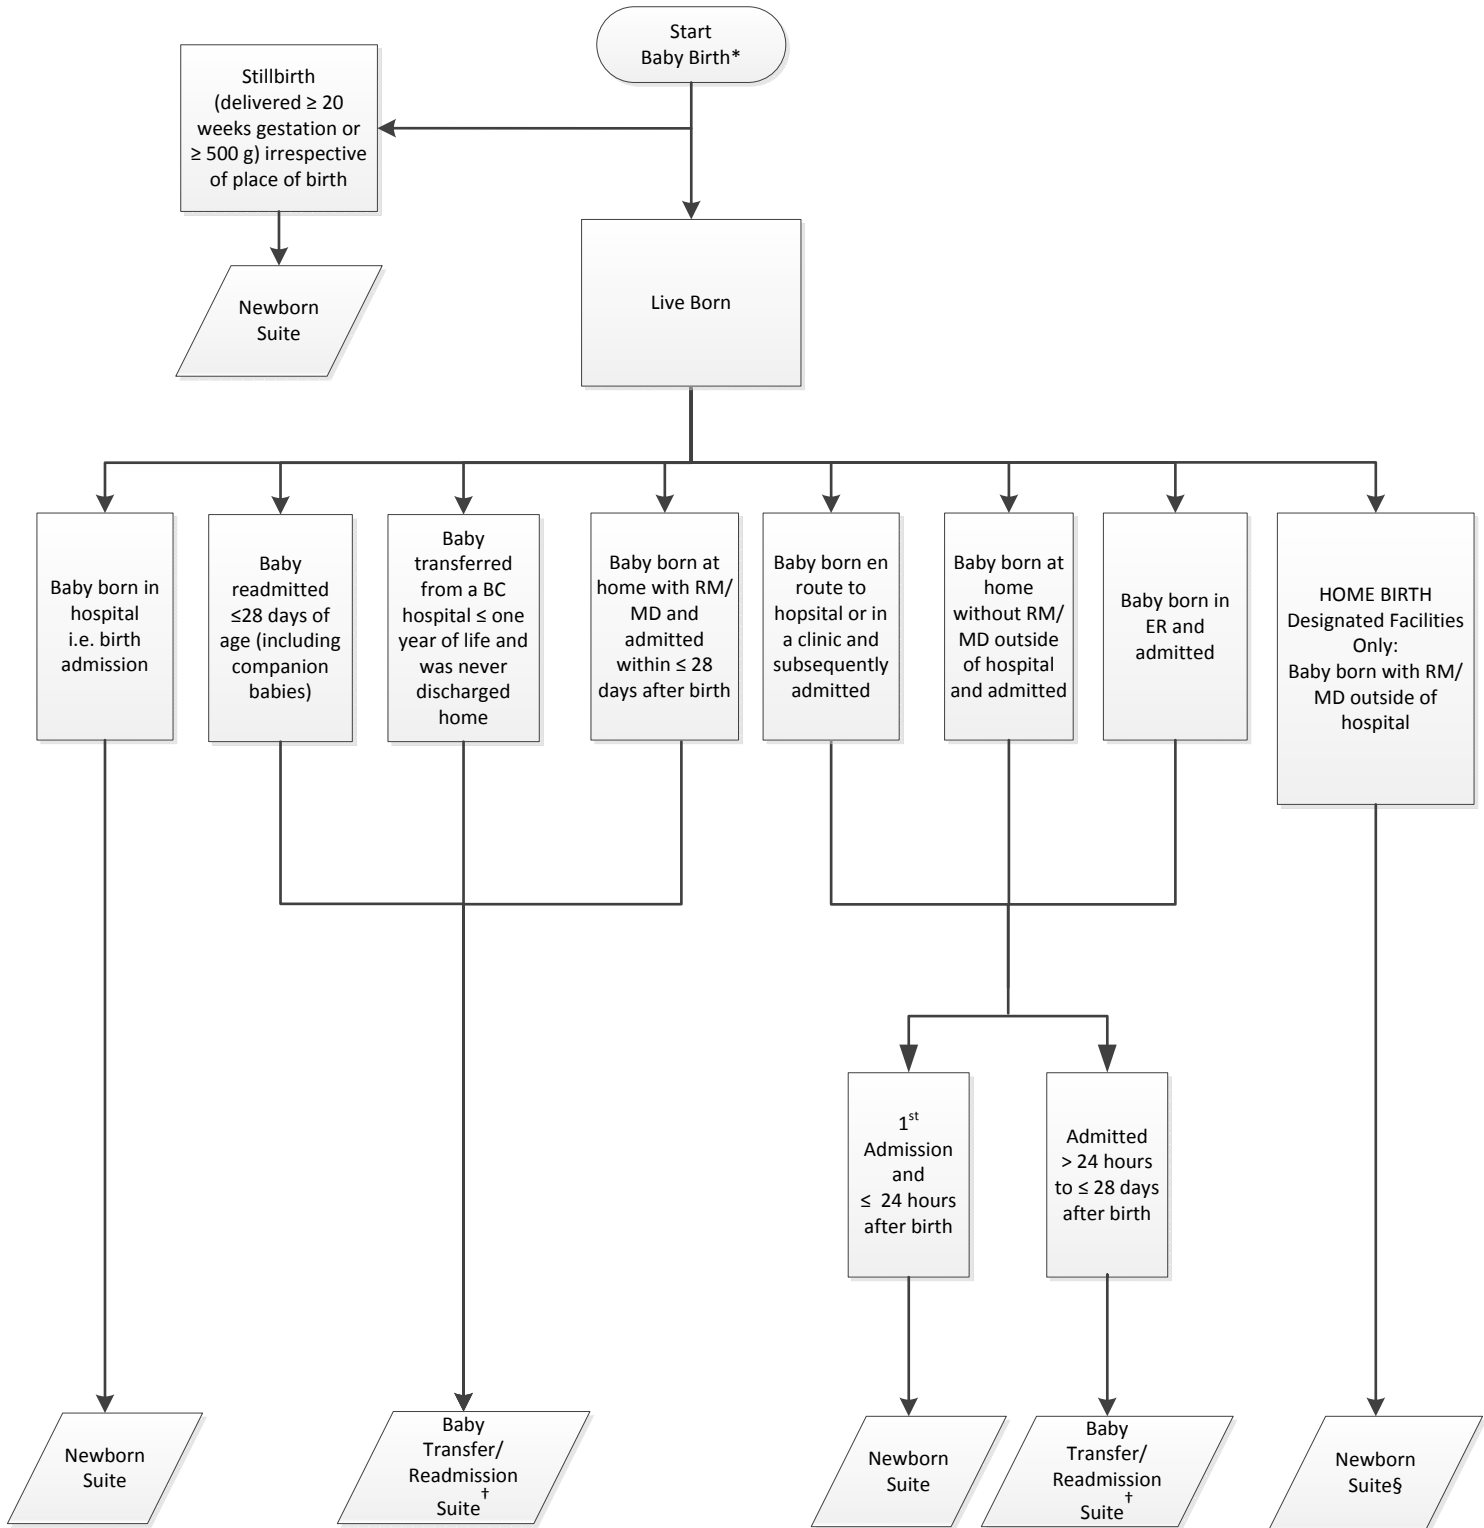 Start
Baby Birth*
Stillbirth
(delivered ≥ 20
weeks gestation or
≥ 500 g) irrespective
of place of birth
Newborn
Suite
Live Born
Baby born in
hospital
i.e. birth
admission
Baby
readmitted
≤28 days of
age (including
companion
babies)
Baby
transferred
from a BC
hospital ≤ one
year of life and
was never
discharged
home
Baby born at
home with RM/
MD and
admitted
within ≤ 28
days after birth
Baby born en
route to
hopsital or in
a clinic and
subsequently
admitted
Baby born at
home
without RM/
MD outside
of hospital
and admitted
Baby born in
ER and
admitted
HOME BIRTH
Designated Facilities
Only:
Baby born with RM/
MD outside of
hospital
1st
Admission
and
≤ 24 hours
after birth
Admitted
> 24 hours
to ≤ 28 days
after birth
Newborn
Suite
Baby
Transfer/
Readmission
Suite†
Newborn
Suite
Baby
Transfer/
Readmission
Suite†
Newborn
Suite§